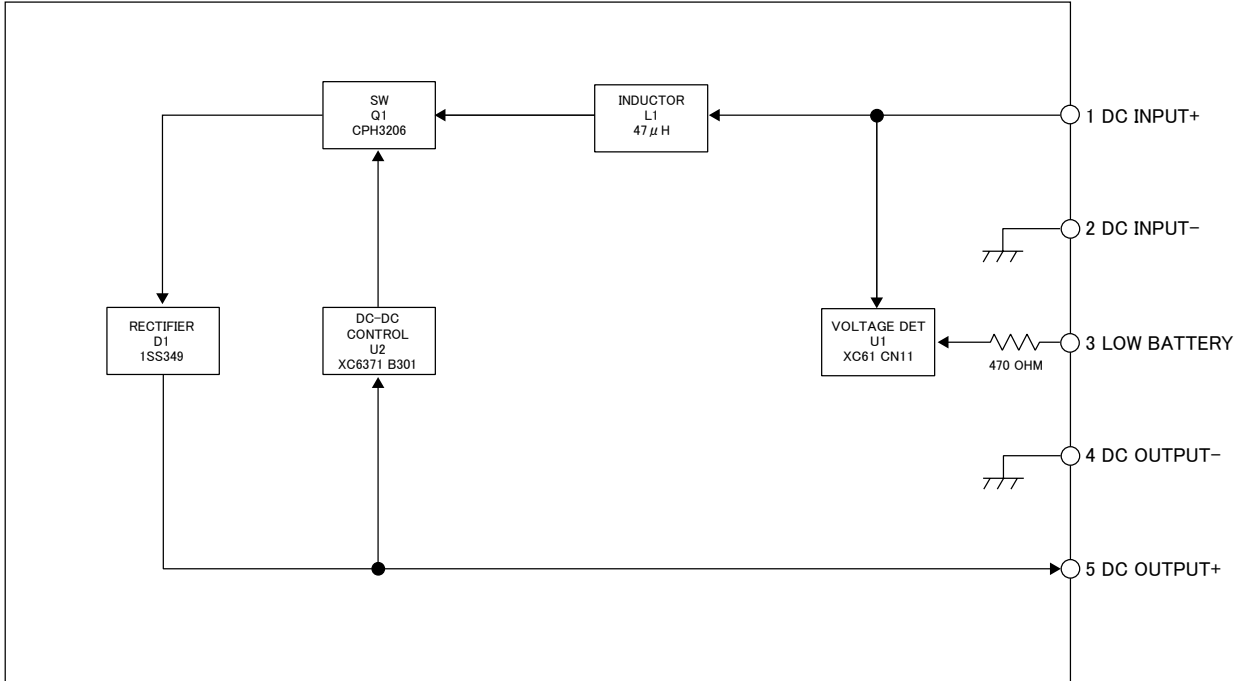 SW
Q1
CPH3206
INDUCTOR
L1
47μH
1 DC INPUT+
2 DC INPUT-
RECTIFIER
D1
1SS349
DC-DC
CONTROL
U2
XC6371 B301
VOLTAGE DET
U1
XC61 CN11
470 OHM
3 LOW BATTERY
4 DC OUTPUT-
5 DC OUTPUT+